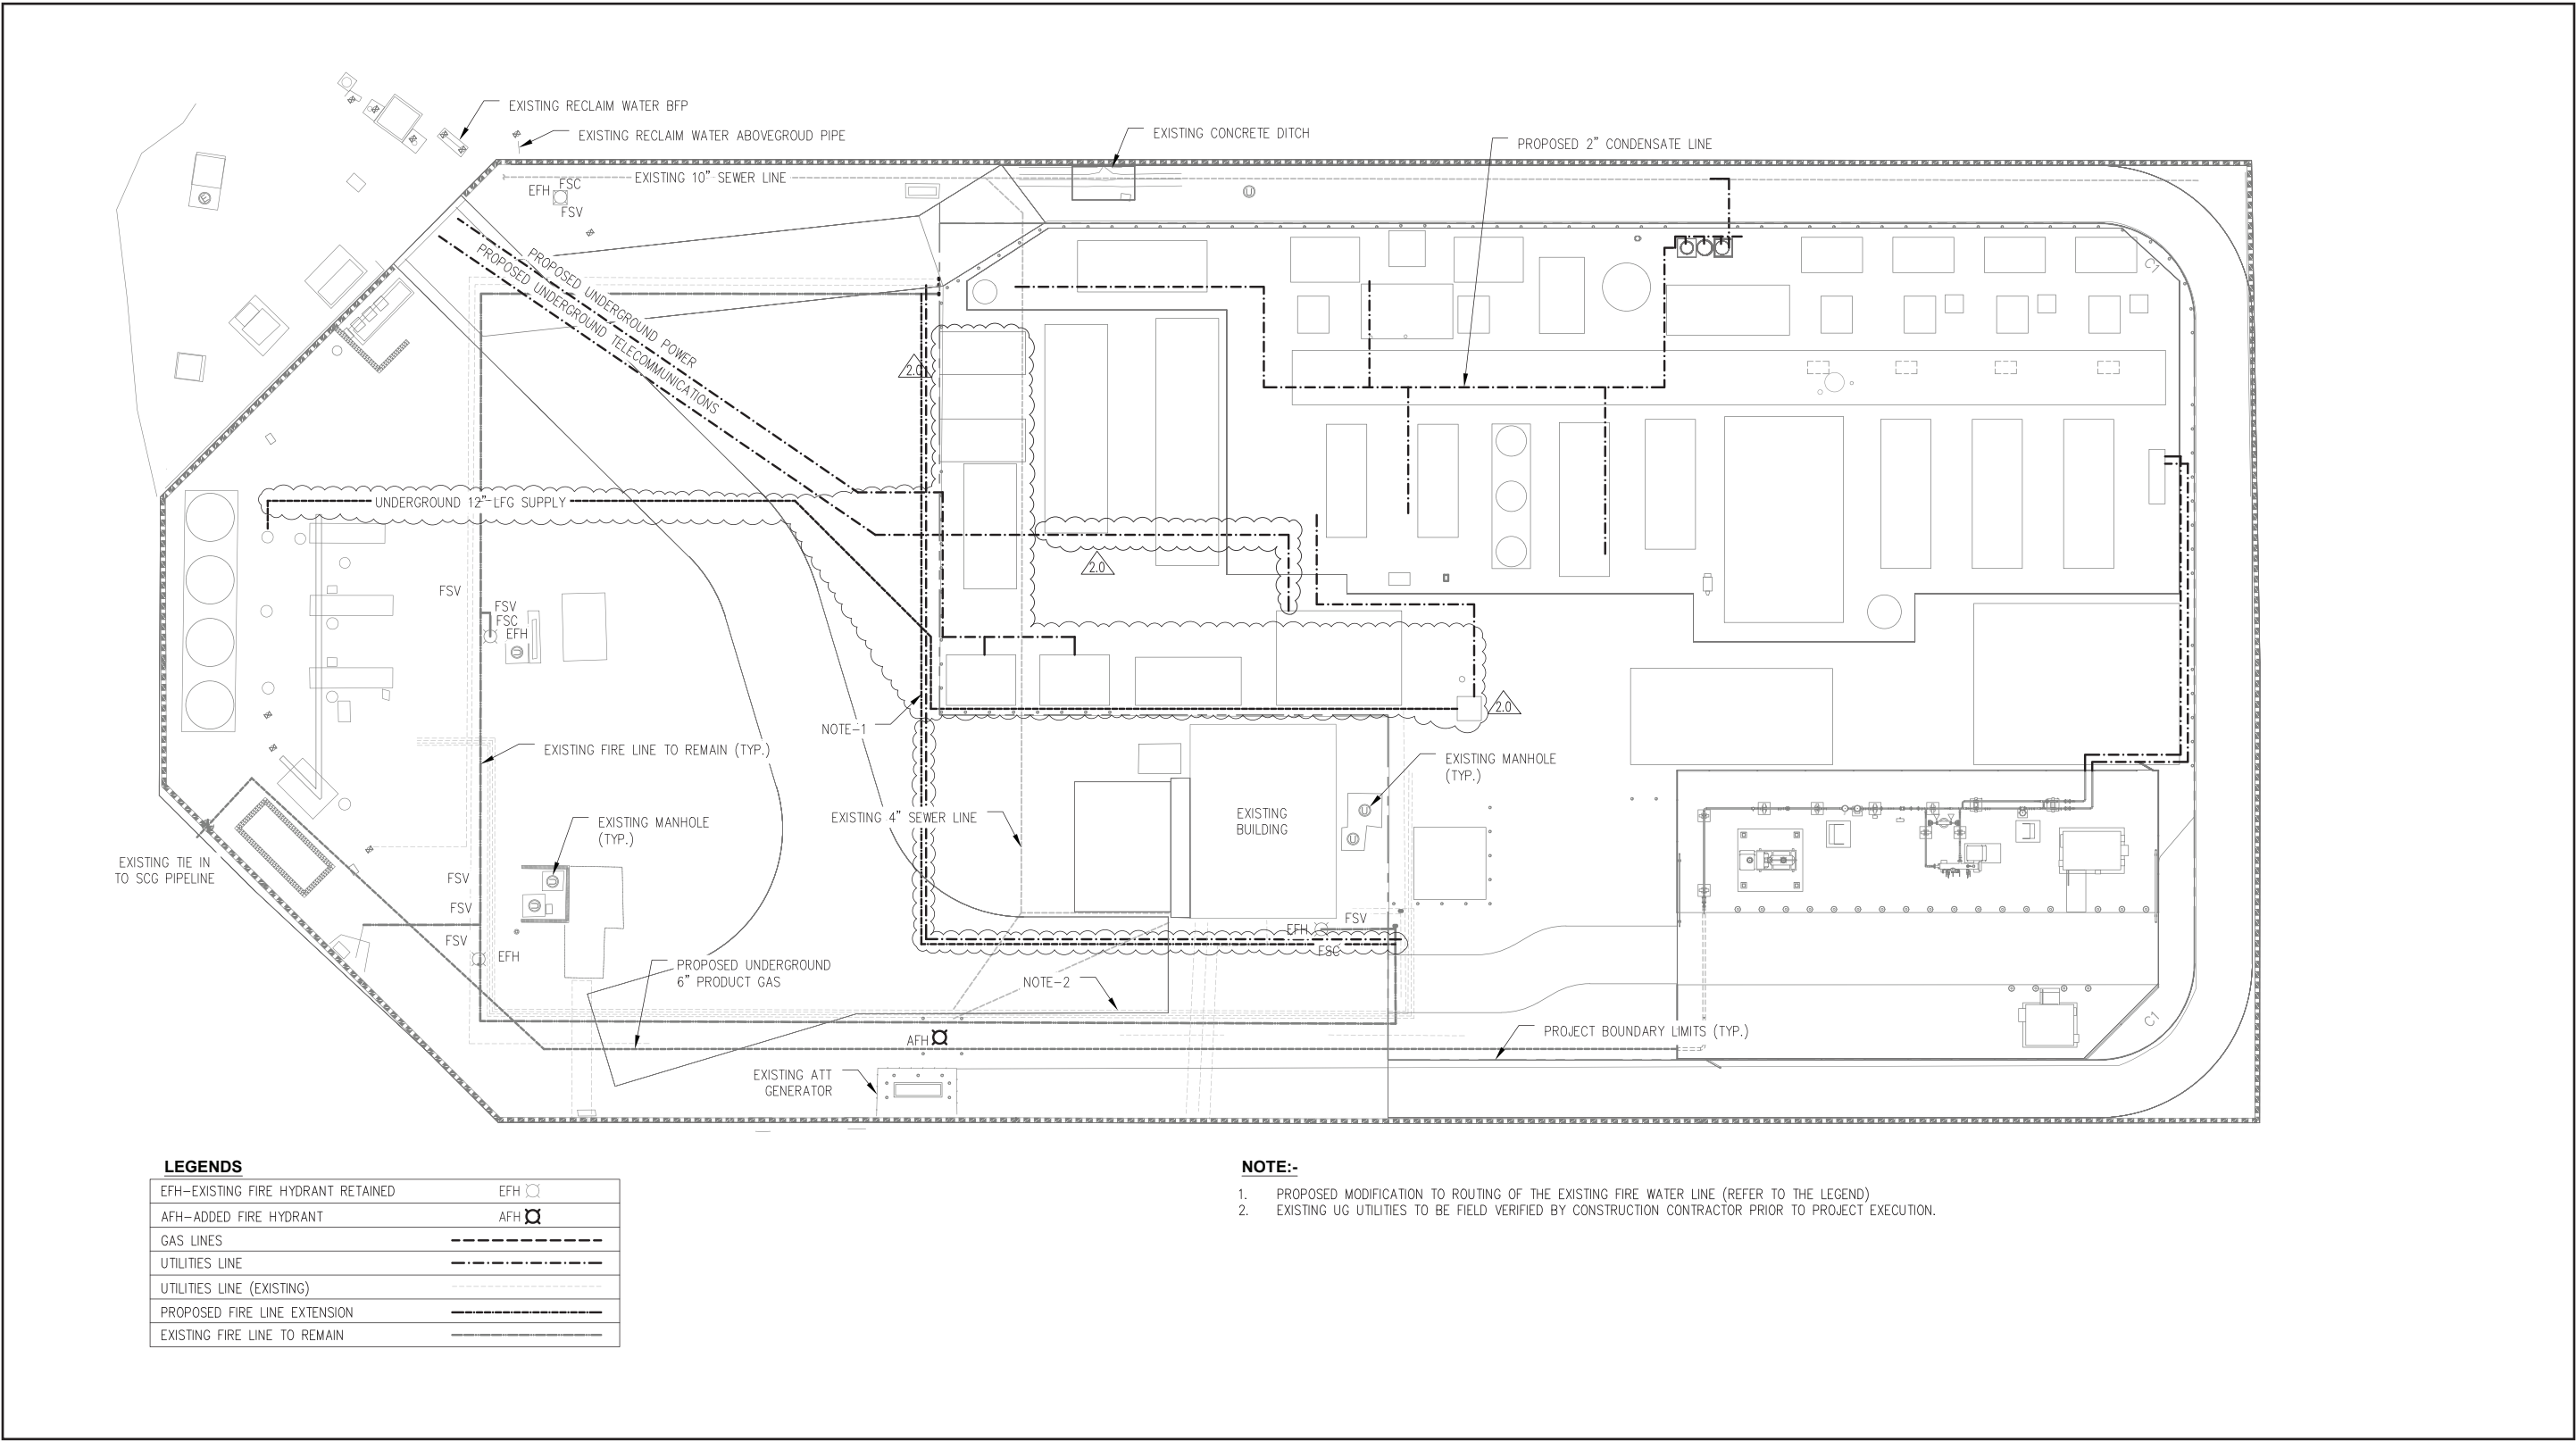 EXISTING RECLAIM WATER BFP
EXISTING RECLAIM WATER ABOVEGROUD PIPE
EXISTING CONCRETE DITCH
PROPOSED 2" CONDENSATE LINE
EXISTING 10" SEWER LINE
EFH
FSC
FSV
PROPOSED UNDERGROUND POWER
PROPOSED UNDERGROUND TELECOMMUNICATIONS
C1
2.0
UNDERGROUND 12" LFG SUPPLY
2.0
FSV
FSV
FSC
EFH
2.0
NOTE-1
EXISTING FIRE LINE TO REMAIN (TYP.)
EXISTING MANHOLE
(TYP.)
EXISTING 4" SEWER LINE
EXISTING
BUILDING
EXISTING MANHOLE
(TYP.)
EXISTING TIE IN
TO SCG PIPELINE
FSV
FSV
FSV
EFH
EFH
FSV
FSC
PROPOSED UNDERGROUND
6" PRODUCT GAS
NOTE-2
AFH
PROJECT BOUNDARY LIMITS (TYP.)
C1
EXISTING ATT
GENERATOR
LEGENDS
EFH-EXISTING FIRE HYDRANT RETAINED EFH
AFH-ADDED FIRE HYDRANT AFH
GAS LINES
UTILITIES LINE
UTILITIES LINE (EXISTING)
PROPOSED FIRE LINE EXTENSION
EXISTING FIRE LINE TO REMAIN
NOTE:-
1. PROPOSED MODIFICATION TO ROUTING OF THE EXISTING FIRE WATER LINE (REFER TO THE LEGEND)
2. EXISTING UG UTILITIES TO BE FIELD VERIFIED BY CONSTRUCTION CONTRACTOR PRIOR TO PROJECT EXECUTION.